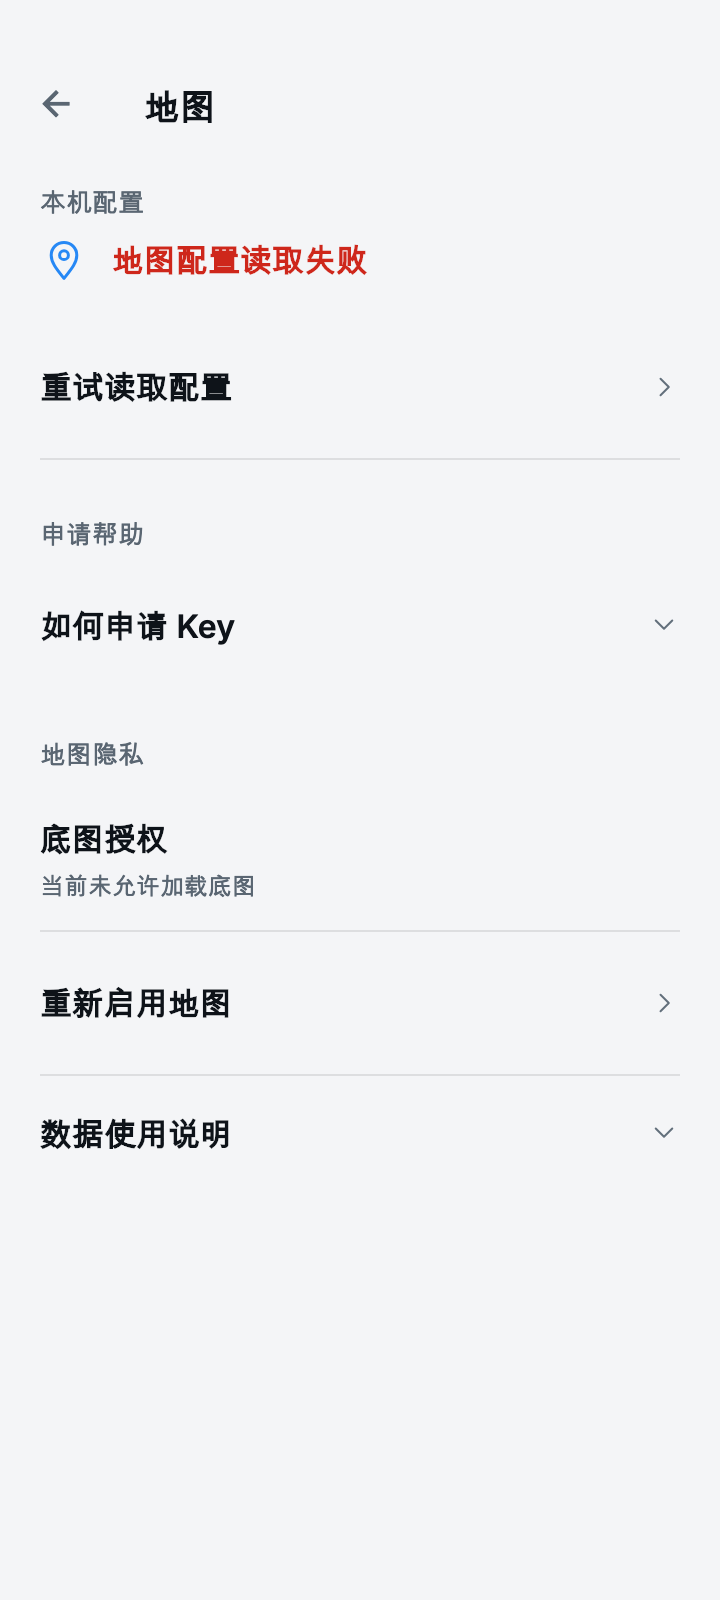 地图
本机配置
地图配置读取失败
重试读取配置
申请帮助
如何申请 Key
地图隐私
底图授权
当前未允许加载底图
重新启用地图
数据使用说明